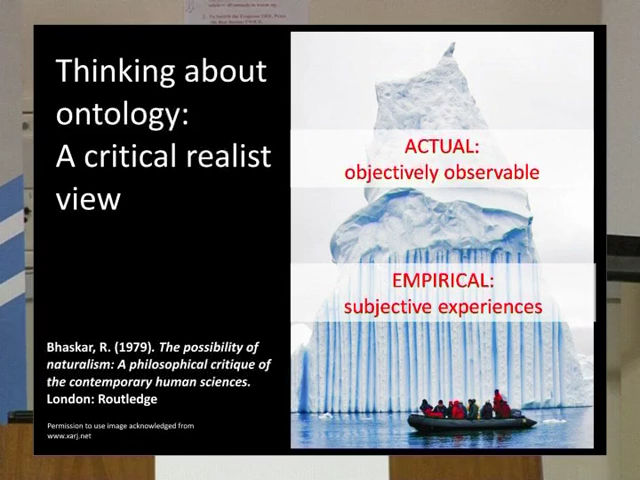 Thinking about
ontology:
A critical realist
view
ACTUAL:
objectively observable
EMPIRICAL:
subjective experiences
Bhaskar, R. (1979). The possibility of
naturalism: A philosophical critique of
the contemporary human sciences.
London: Routledge
Permission to use image acknowledged from
www.xarj.net